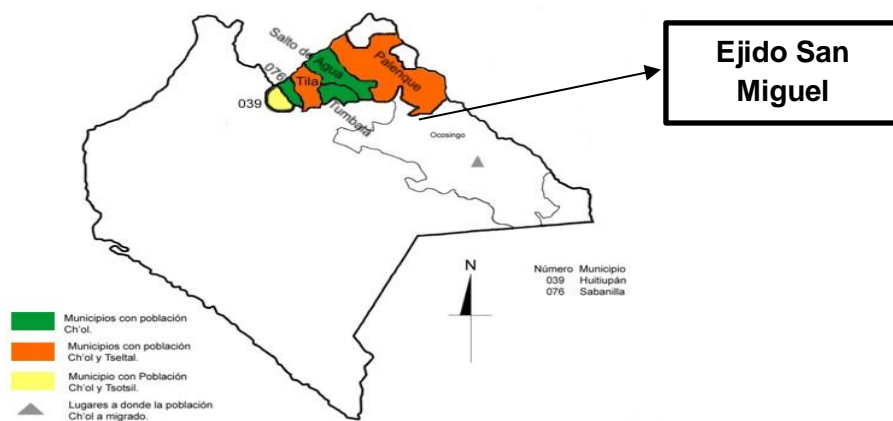 Ejido San
Miguel
Salto de Agua
Palenque
076
Tila
039
Tumbalá
Ocosingo
N
Número Municipio
039 Huitiupán
076 Sabanilla
Municipios con población
Ch'ol.
Municipios con población
Ch'ol y Tseltal.
Municipio con Población
Ch'ol y Tsotsil.
Lugares a donde la población
Ch'ol a migrado.